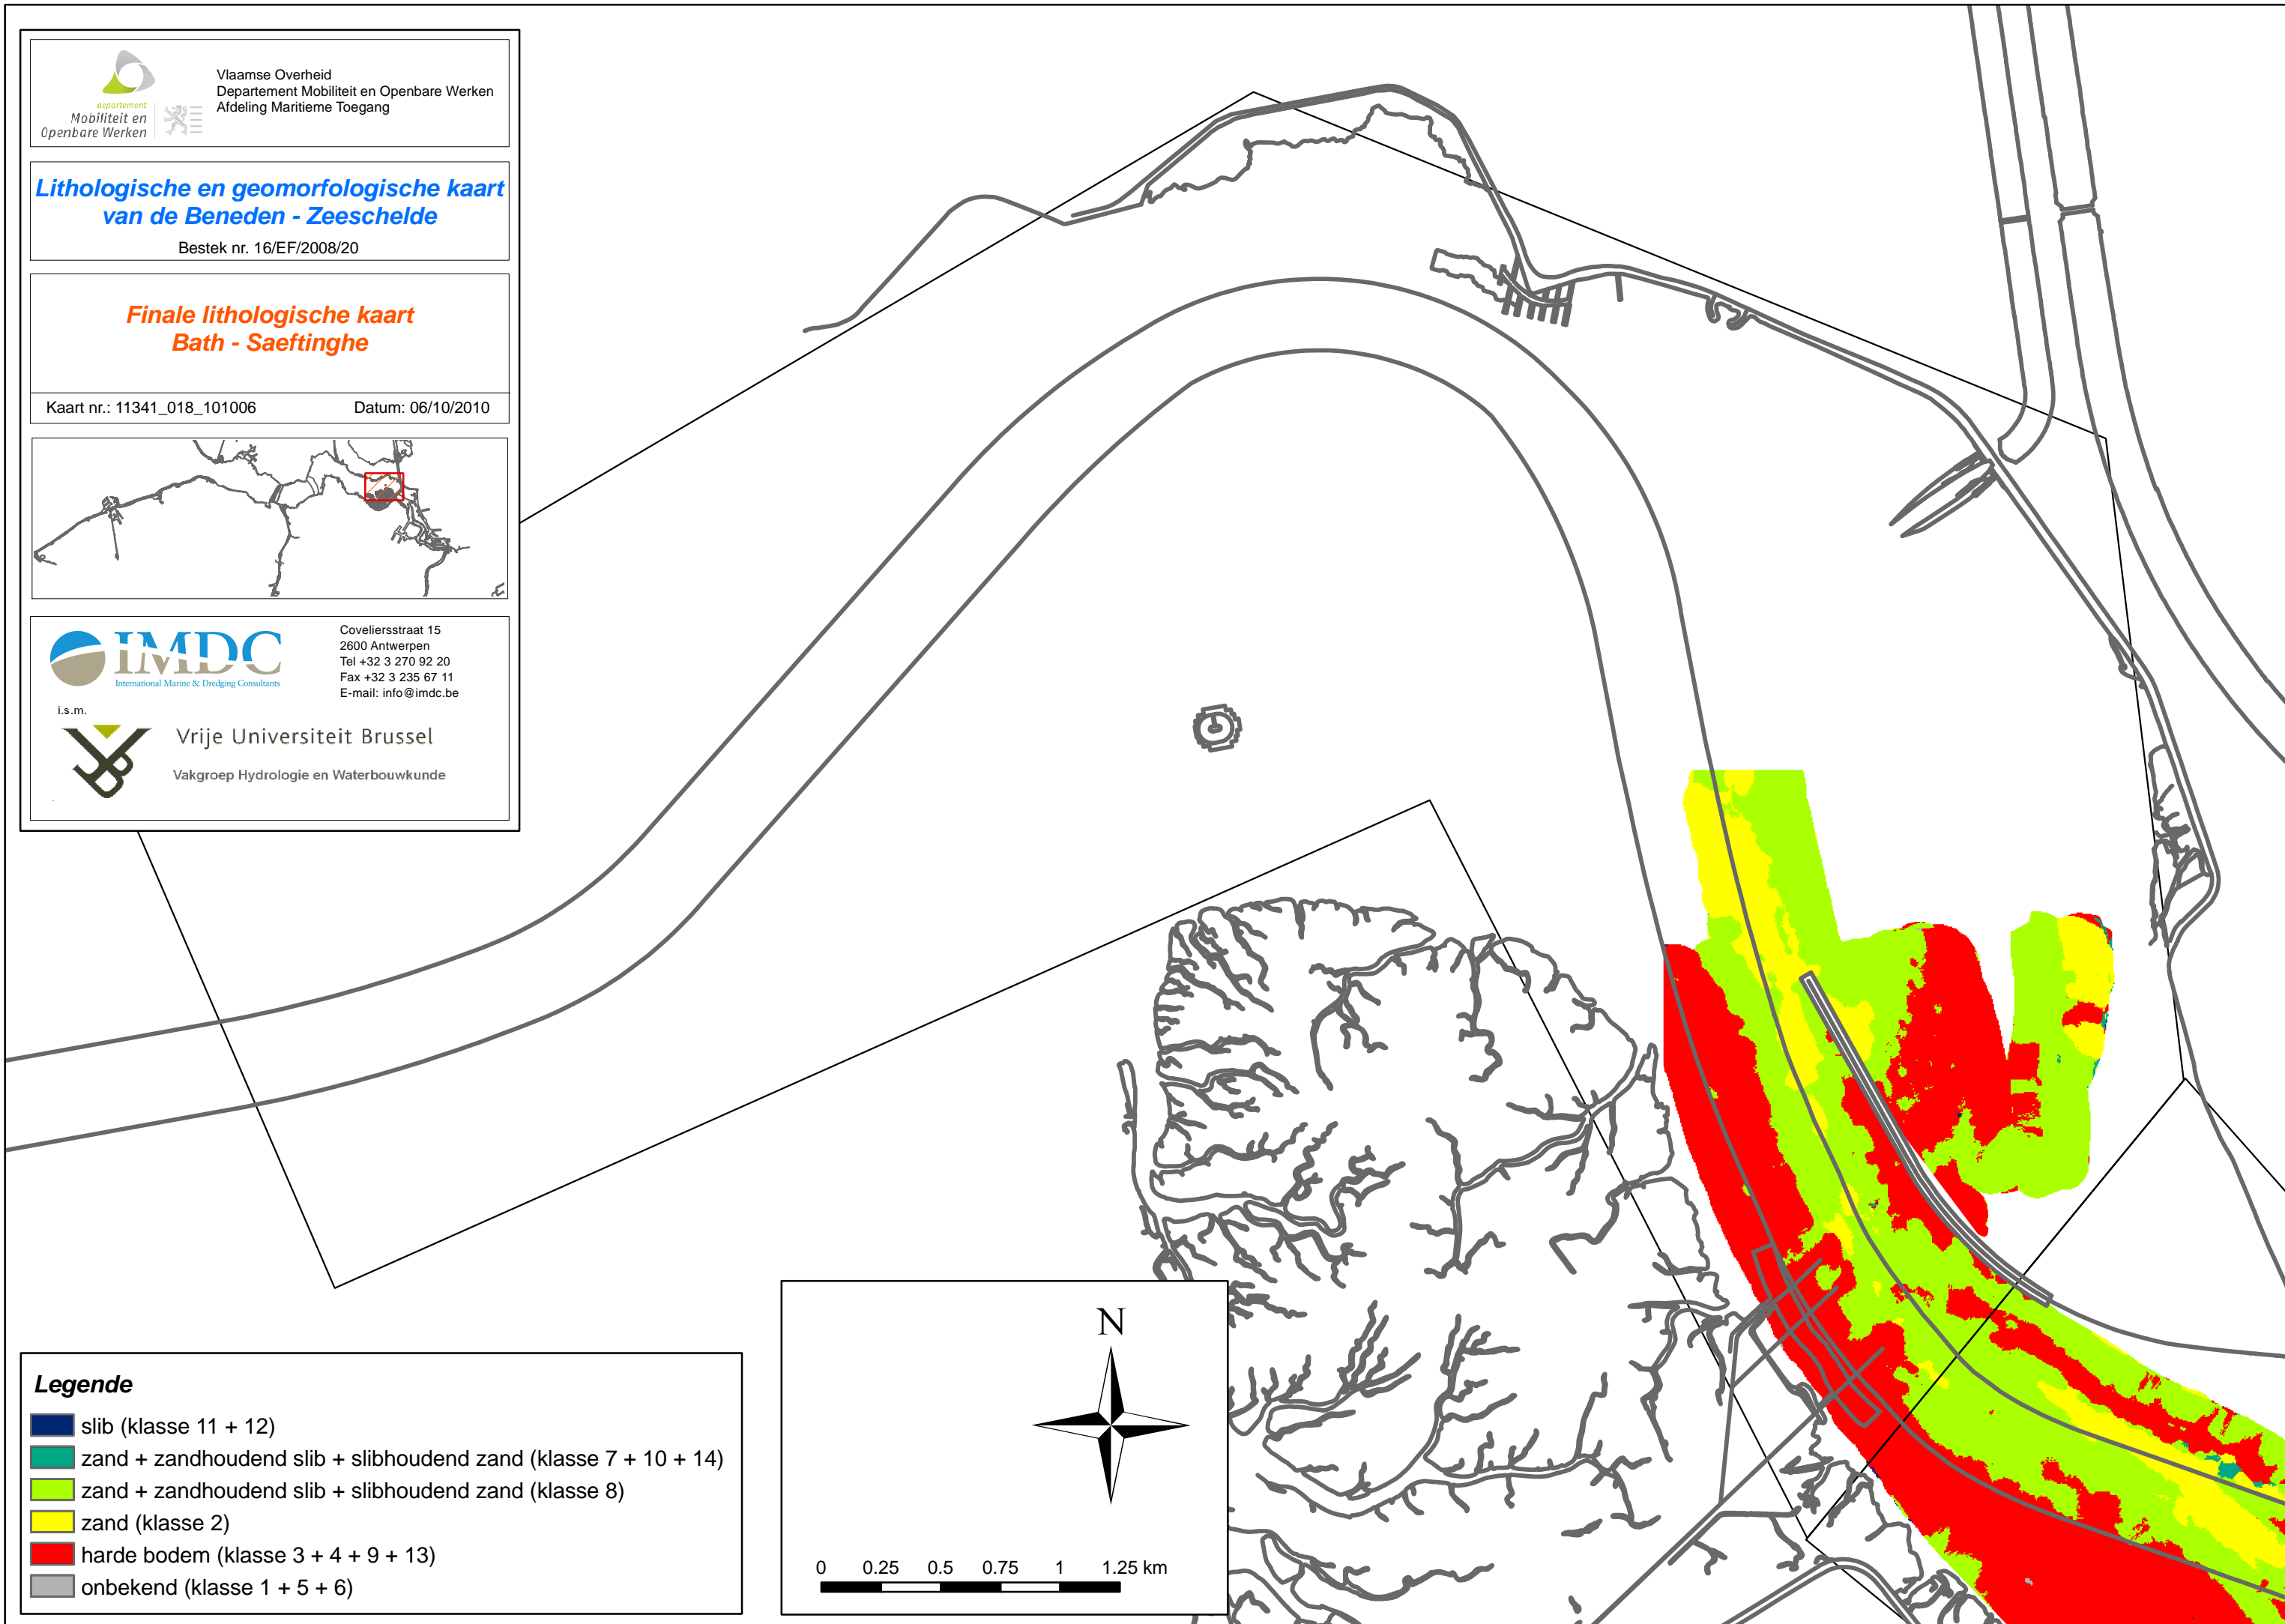 departement
Mobiliteit en
Openbare Werken
Vlaamse Overheid
Departement Mobiliteit en Openbare Werken
Afdeling Maritieme Toegang
Lithologische en geomorfologische kaart
van de Beneden - Zeeschelde
Bestek nr. 16/EF/2008/20
Finale lithologische kaart
Bath - Saeftinghe
Kaart nr.: 11341_018_101006 Datum: 06/10/2010
IMDC
International Marine & Dredging Consultants
Coveliersstraat 15
2600 Antwerpen
Tel +32 3 270 92 20
Fax +32 3 235 67 11
E-mail: info@imdc.be
i.s.m.
Vrije Universiteit Brussel
Vakgroep Hydrologie en Waterbouwkunde
Legende
slib (klasse 11 + 12)
zand + zandhoudend slib + slibhoudend zand (klasse 7 + 10 + 14)
zand + zandhoudend slib + slibhoudend zand (klasse 8)
zand (klasse 2)
harde bodem (klasse 3 + 4 + 9 + 13)
onbekend (klasse 1 + 5 + 6)
N
0 0.25 0.5 0.75 1 1.25 km